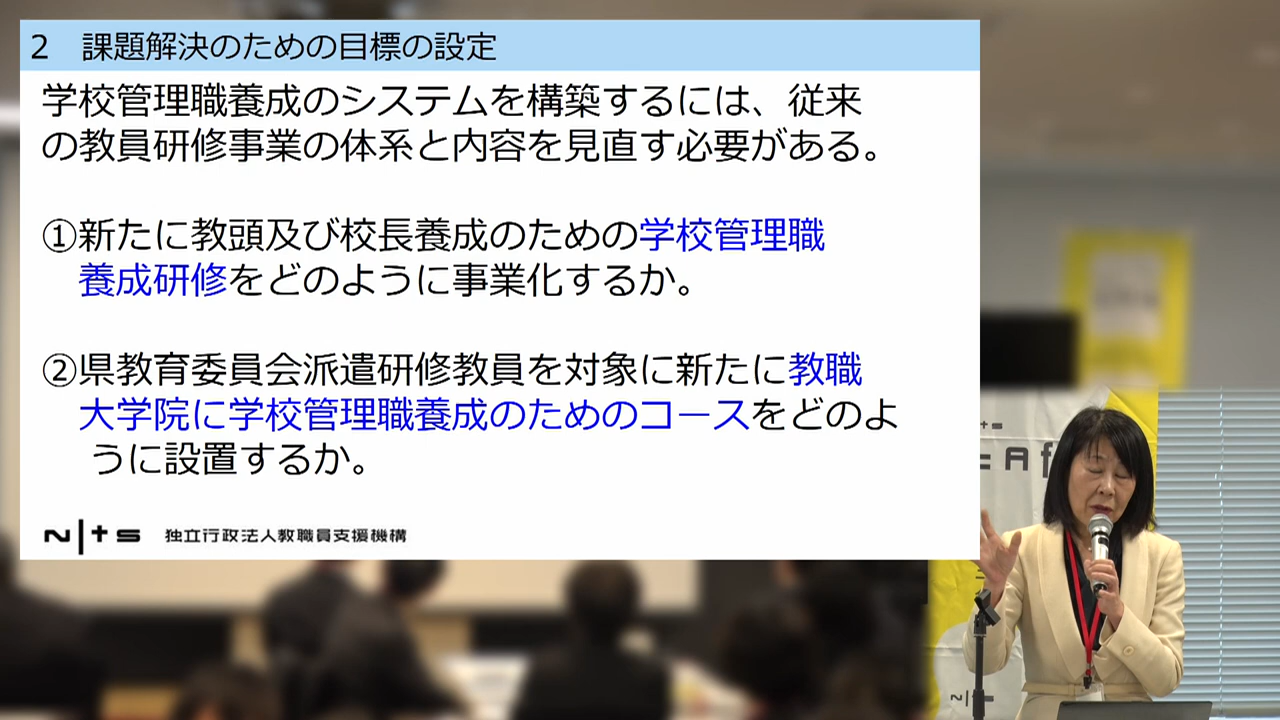 2 課題解決のための目標の設定
学校管理職養成のシステムを構築するには、従来
の教員研修事業の体系と内容を見直す必要がある。
①新たに教頭及び校長養成のための学校管理職
養成研修をどのように事業化するか。
②県教育委員会派遣研修教員を対象に新たに教職
大学院に学校管理職養成のためのコースをどのよ
うに設置するか。
N|ts 独立行政法人教職員支援機構